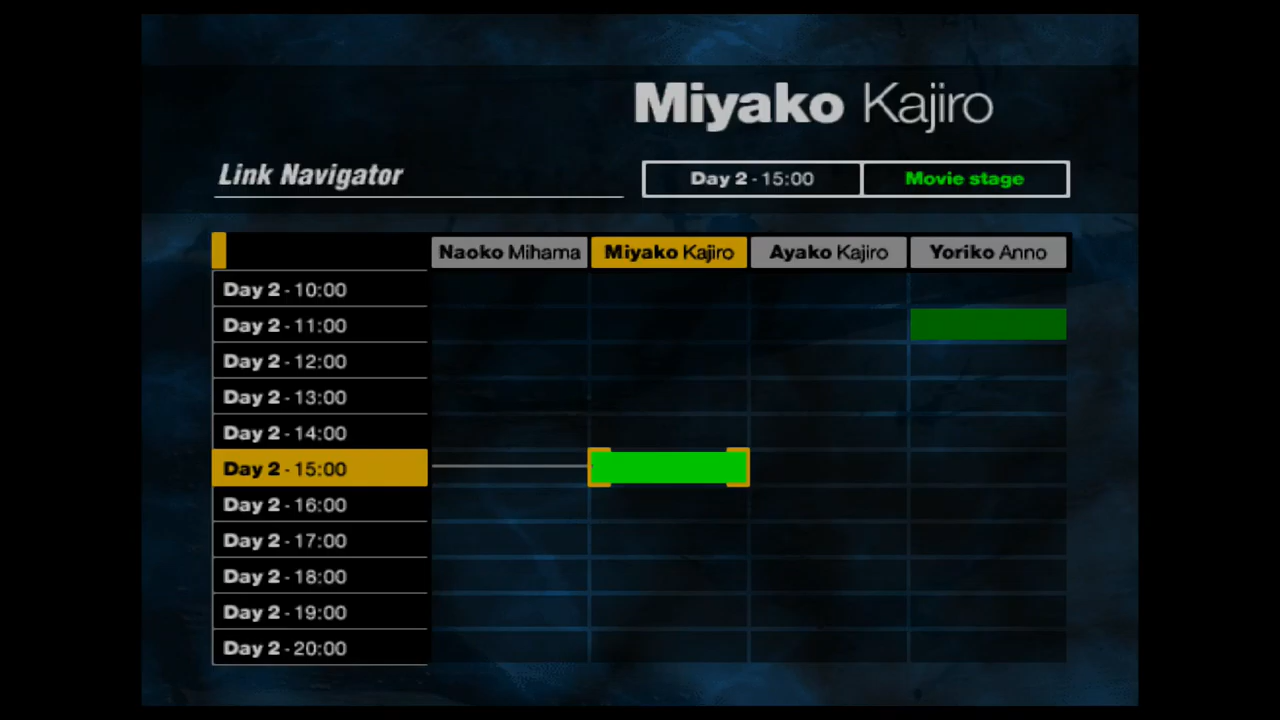 Miyako Kajiro
Link Navigator
Day 2 - 15:00
Movie stage
Naoko Mihama
Miyako Kajiro
Ayako Kajiro
Yoriko Anno
Day 2 - 10:00
Day 2 - 11:00
Day 2 - 12:00
Day 2 - 13:00
Day 2 - 14:00
Day 2 - 15:00
Day 2 - 16:00
Day 2 - 17:00
Day 2 - 18:00
Day 2 - 19:00
Day 2 - 20:00